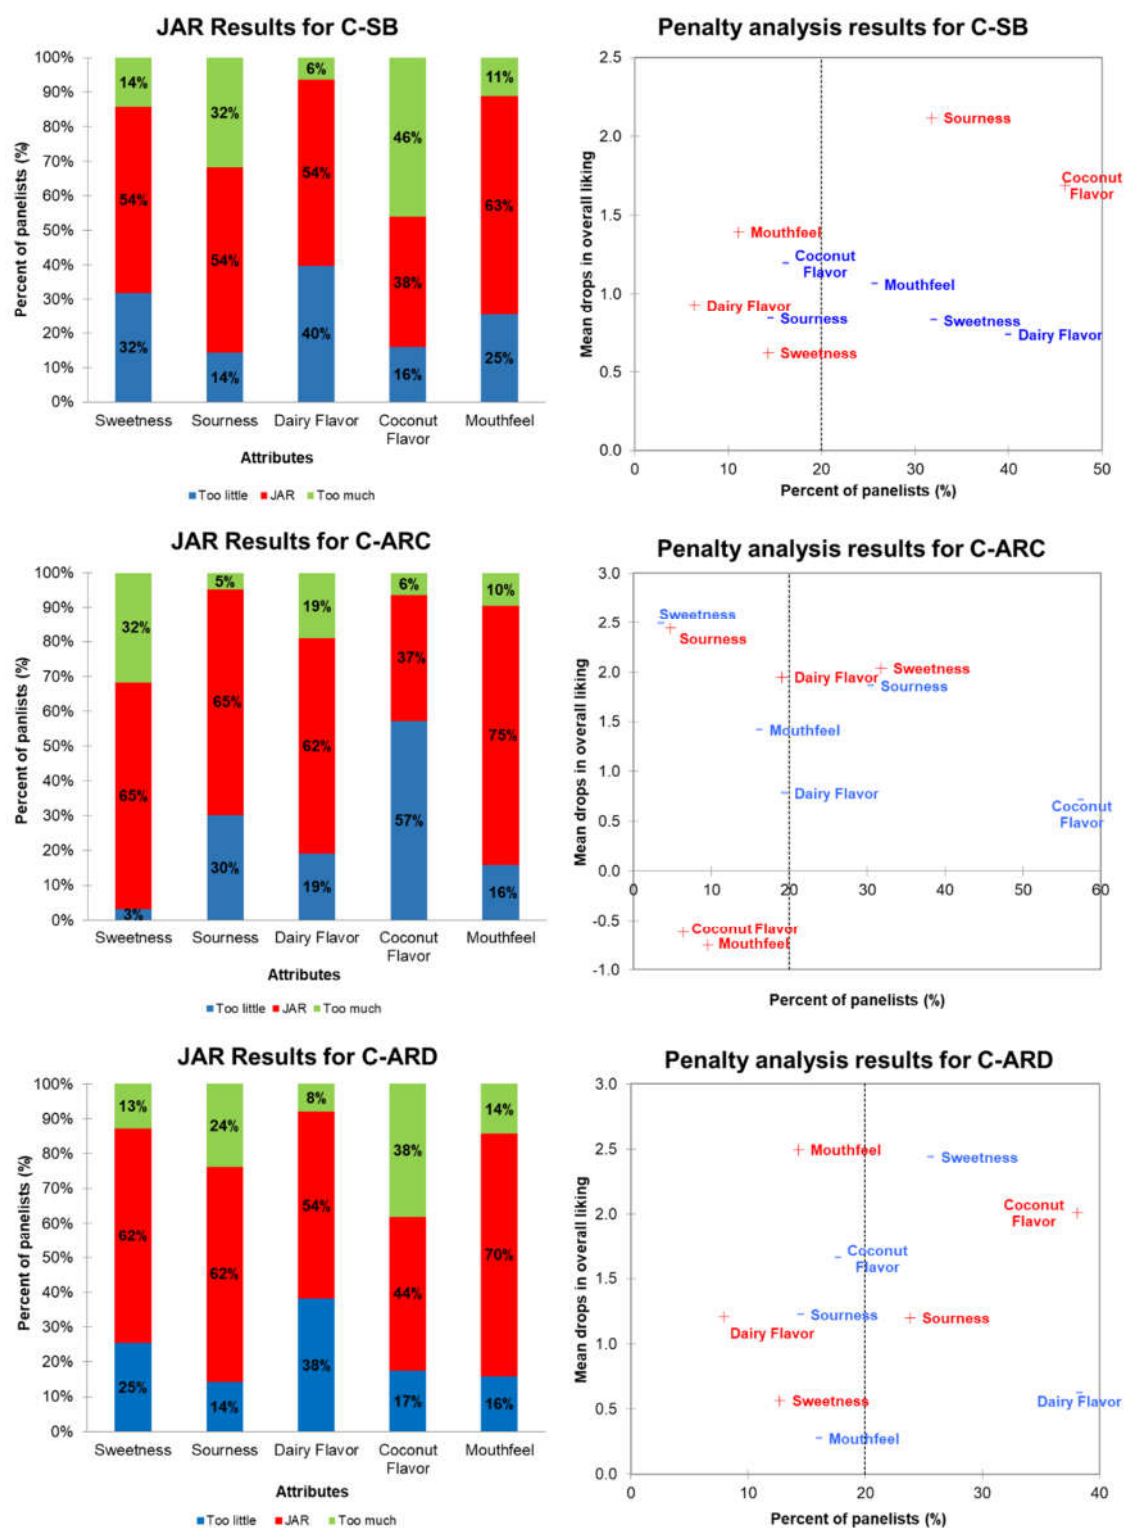 JAR Results for C-SB
100%
90%
80%
70%
60%
50%
40%
30%
20%
10%
0%
Percent of panelists (%)
14%
54%
32%
32%
54%
14%
6%
54%
40%
46%
38%
16%
11%
63%
25%
Sweetness
Sourness
Dairy Flavor
Coconut
Flavor
Mouthfeel
Attributes
Too little
JAR
Too much
Penalty analysis results for C-SB
2.5
2.0
1.5
1.0
0.5
0.0
Mean drops in overall liking
+ Sourness
Coconut
+ Flavor
+ Mouthfeel
– Coconut
Flavor
– Mouthfeel
+ Dairy Flavor
– Sourness
– Sweetness
– Dairy Flavor
+ Sweetness
0
10
20
30
40
50
Percent of panelists (%)
JAR Results for C-ARC
100%
90%
80%
70%
60%
50%
40%
30%
20%
10%
0%
Percent of panlists (%)
32%
65%
3%
5%
65%
30%
19%
62%
19%
6%
37%
57%
10%
75%
16%
Sweetness
Sourness
Dairy Flavor
Coconut
Flavor
Mouthfeel
Attributes
Too little
JAR
Too much
Penalty analysis results for C-ARC
3.0
2.5
2.0
1.5
1.0
0.5
0.0
-0.5
-1.0
Mean drops in overall liking
– Sweetness
+ Sourness
+ Dairy Flavor
+ Sweetness
– Sourness
– Mouthfeel
– Dairy Flavor
– Coconut
Flavor
0
10
20
30
40
50
60
+ Coconut Flavor
+ Mouthfeel
Percent of panelists (%)
JAR Results for C-ARD
100%
90%
80%
70%
60%
50%
40%
30%
20%
10%
0%
Percent of panelists (%)
13%
62%
25%
24%
62%
14%
8%
54%
38%
38%
44%
17%
14%
70%
16%
Sweetness
Sourness
Dairy Flavor
Coconut
Flavor
Mouthfeel
Attributes
Too little
JAR
Too much
Penalty analysis results for C-ARD
3.0
2.5
2.0
1.5
1.0
0.5
0.0
Mean drops in overall liking
+ Mouthfeel
– Sweetness
Coconut
Flavor +
– Coconut
Flavor
– Sourness
+ Sourness
+ Dairy Flavor
– Dairy Flavor
+ Sweetness
– Mouthfeel
0
10
20
30
40
Percent of panelists (%)